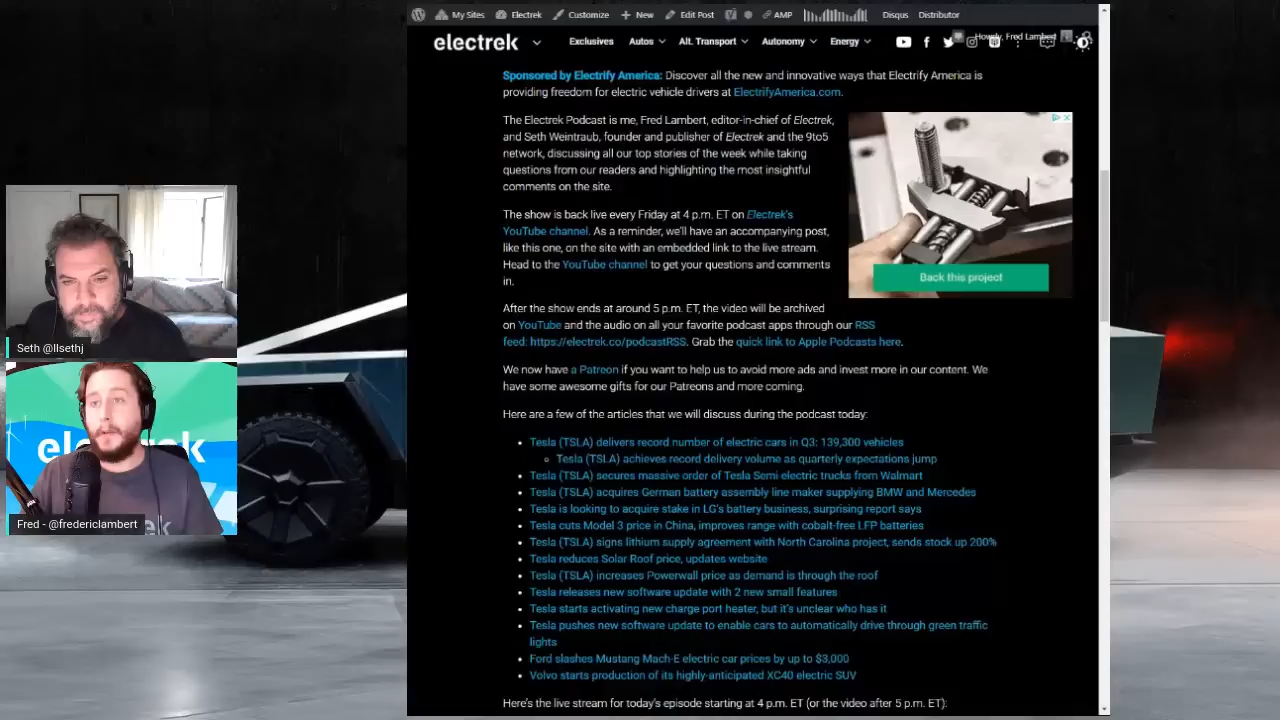 My Sites
Electrek
Customize
New
Edit Post
AMP
Disqus
Distributor
electrek
Exclusives
Autos
Alt. Transport
Autonomy
Energy
Howdy, Fred Lambert
Sponsored by Electrify America: Discover all the new and innovative ways that Electrify America is
providing freedom for electric vehicle drivers at ElectrifyAmerica.com.
The Electrek Podcast is me, Fred Lambert, editor-in-chief of Electrek,
and Seth Weintraub, founder and publisher of Electrek and the 9to5
network, discussing all our top stories of the week while taking
questions from our readers and highlighting the most insightful
comments on the site.
The show is back live every Friday at 4 p.m. ET on Electrek's
YouTube channel. As a reminder, we'll have an accompanying post,
like this one, on the site with an embedded link to the live stream.
Head to the YouTube channel to get your questions and comments
in.
Back this project
After the show ends at around 5 p.m. ET, the video will be archived
on YouTube and the audio on all your favorite podcast apps through our RSS
feed: https://electrek.co/podcastRSS. Grab the quick link to Apple Podcasts here.
We now have a Patreon if you want to help us to avoid more ads and invest more in our content. We
have some awesome gifts for our Patreons and more coming.
Here are a few of the articles that we will discuss during the podcast today:
Tesla (TSLA) delivers record number of electric cars in Q3: 139,300 vehicles
Tesla (TSLA) achieves record delivery volume as quarterly expectations jump
Tesla (TSLA) secures massive order of Tesla Semi electric trucks from Walmart
Tesla (TSLA) acquires German battery assembly line maker supplying BMW and Mercedes
Tesla is looking to acquire stake in LG's battery business, surprising report says
Tesla cuts Model 3 price in China, improves range with cobalt-free LFP batteries
Tesla (TSLA) signs lithium supply agreement with North Carolina project, sends stock up 200%
Tesla reduces Solar Roof price, updates website
Tesla (TSLA) increases Powerwall price as demand is through the roof
Tesla releases new software update with 2 new small features
Tesla starts activating new charge port heater, but it's unclear who has it
Tesla pushes new software update to enable cars to automatically drive through green traffic
lights
Ford slashes Mustang Mach-E electric car prices by up to $3,000
Volvo starts production of its highly-anticipated XC40 electric SUV
Here's the live stream for today's episode starting at 4 p.m. ET (or the video after 5 p.m. ET):
Seth @llsethj
Fred - @fredericlambert